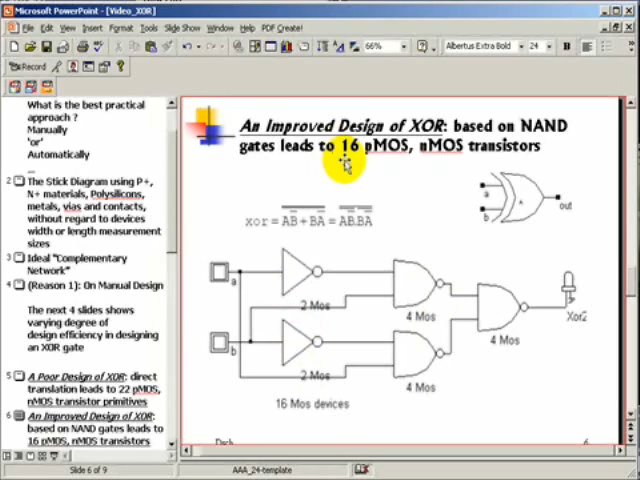 Microsoft PowerPoint - [Video_XOR]
File Edit View Insert Format Tools Slide Show Window Help PDF Create!
66%
Albertus Extra Bold
24
B
Record
What is the best practical
approach ?
Manually
'or'
Automatically
...
2 The Stick Diagram using P+,
N+ materials, Polysilicons,
metals, vias and contacts,
without regard to devices
width or length measurement
sizes
3 Ideal "Complementary
Network"
4 (Reason 1): On Manual Design
The next 4 slides shows
varying degree of
design efficiency in designing
an XOR gate
5 A Poor Design of XOR: direct
translation leads to 22 pMOS,
nMOS transistor primitives
6 An Improved Design of XOR:
based on NAND gates leads to
16 pMOS, nMOS transistors
An Improved Design of XOR: based on NAND
gates leads to 16 pMOS, nMOS transistors
a
b
out
xor = AB + BA = AB.BA
a
2 Mos
4 Mos
Xor2
b
4 Mos
2 Mos
4 Mos
16 Mos devices
Dsch
6
Slide 6 of 9
AAA_24-template